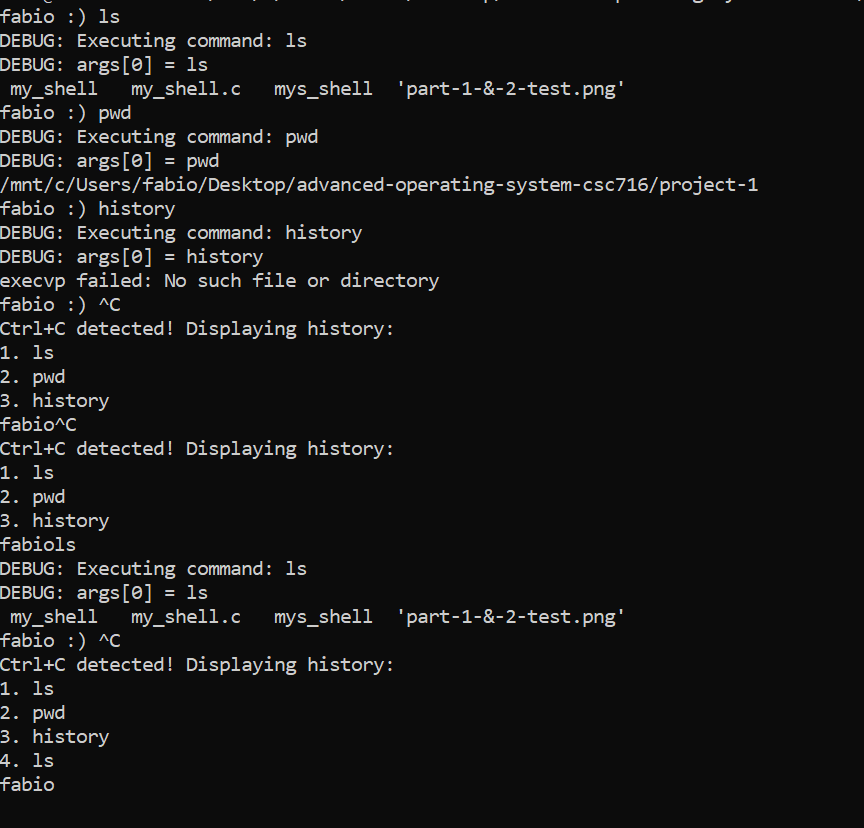 fabio :) ls
DEBUG: Executing command: ls
DEBUG: args[0] = ls
my_shell   my_shell.c   mys_shell  'part-1-&-2-test.png'
fabio :) pwd
DEBUG: Executing command: pwd
DEBUG: args[0] = pwd
/mnt/c/Users/fabio/Desktop/advanced-operating-system-csc716/project-1
fabio :) history
DEBUG: Executing command: history
DEBUG: args[0] = history
execvp failed: No such file or directory
fabio :) ^C
Ctrl+C detected! Displaying history:
1. ls
2. pwd
3. history
fabio^C
Ctrl+C detected! Displaying history:
1. ls
2. pwd
3. history
fabiols
DEBUG: Executing command: ls
DEBUG: args[0] = ls
my_shell   my_shell.c   mys_shell  'part-1-&-2-test.png'
fabio :) ^C
Ctrl+C detected! Displaying history:
1. ls
2. pwd
3. history
4. ls
fabio